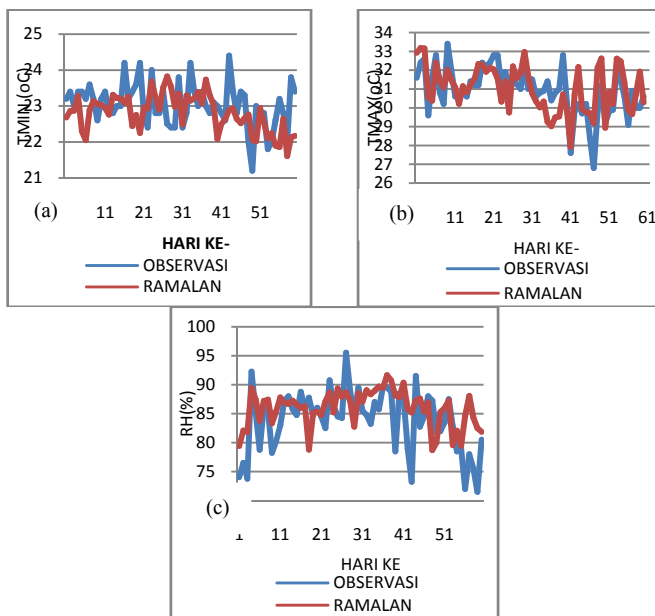 25
24
23
22
21
TMIN (oC)
(a)
11 21 31 41 51
HARI KE-
OBSERVASI
RAMALAN
34
33
32
31
30
29
28
27
26
TMAX(oC)
(b)
11 21 31 41 51 61
HARI KE-
OBSERVASI
RAMALAN
100
95
90
85
80
75
RH(%)
(c)
1 11 21 31 41 51
HARI KE
OBSERVASI
RAMALAN